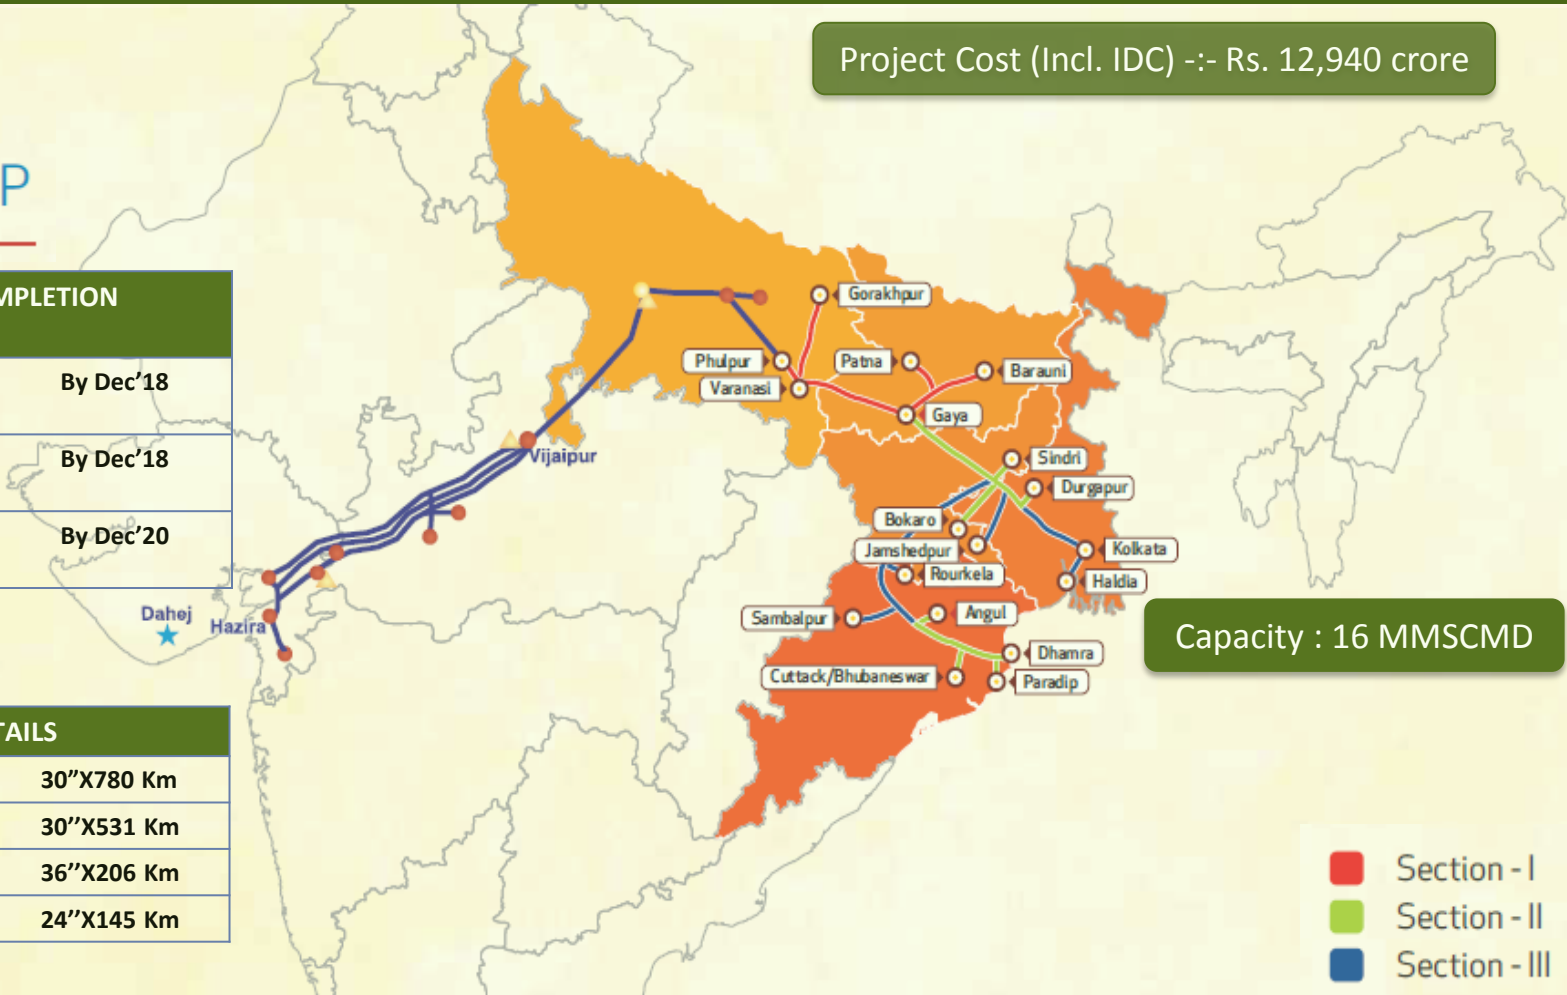 Project Cost (Incl. IDC) -:- Rs. 12,940 crore
P
MPLETION
By Dec’18
By Dec’18
By Dec’20
Gorakhpur
Phulpur
Patna
Barauni
Varanasi
Gaya
Vijaipur
Sindri
Durgapur
Bokaro
Jamshedpur
Kolkata
Rourkela
Haldia
Dahej
Hazira
Sambalpur
Angul
Capacity : 16 MMSCMD
Dhamra
Cuttack/Bhubaneswar
Paradip
TAILS
30”X780 Km
30’’X531 Km
36’’X206 Km
24’’X145 Km
Section - I
Section - II
Section - III